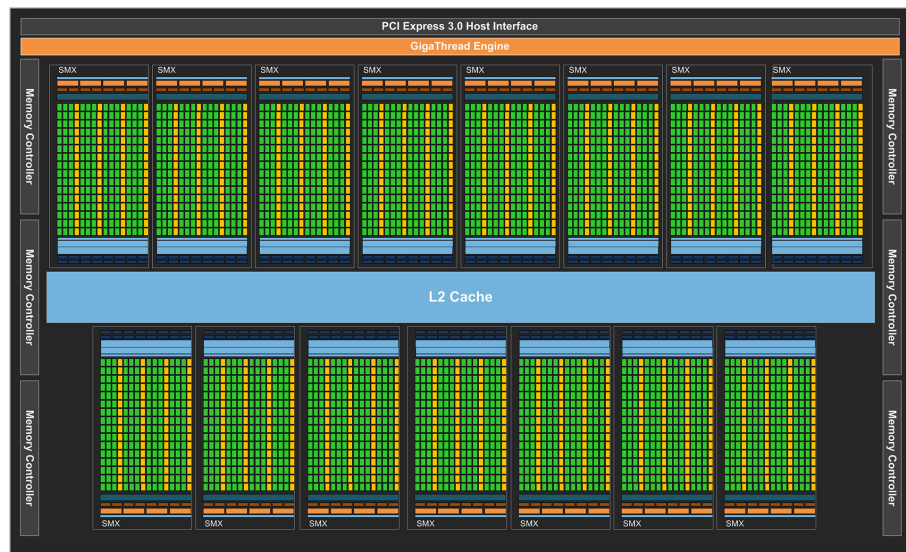 PCI Express 3.0 Host Interface
GigaThread Engine
SMX SMX SMX SMX SMX SMX SMX SMX
Memory Controller
Memory Controller
Memory Controller
Memory Controller
Memory Controller
Memory Controller
L2 Cache
SMX SMX SMX SMX SMX SMX SMX